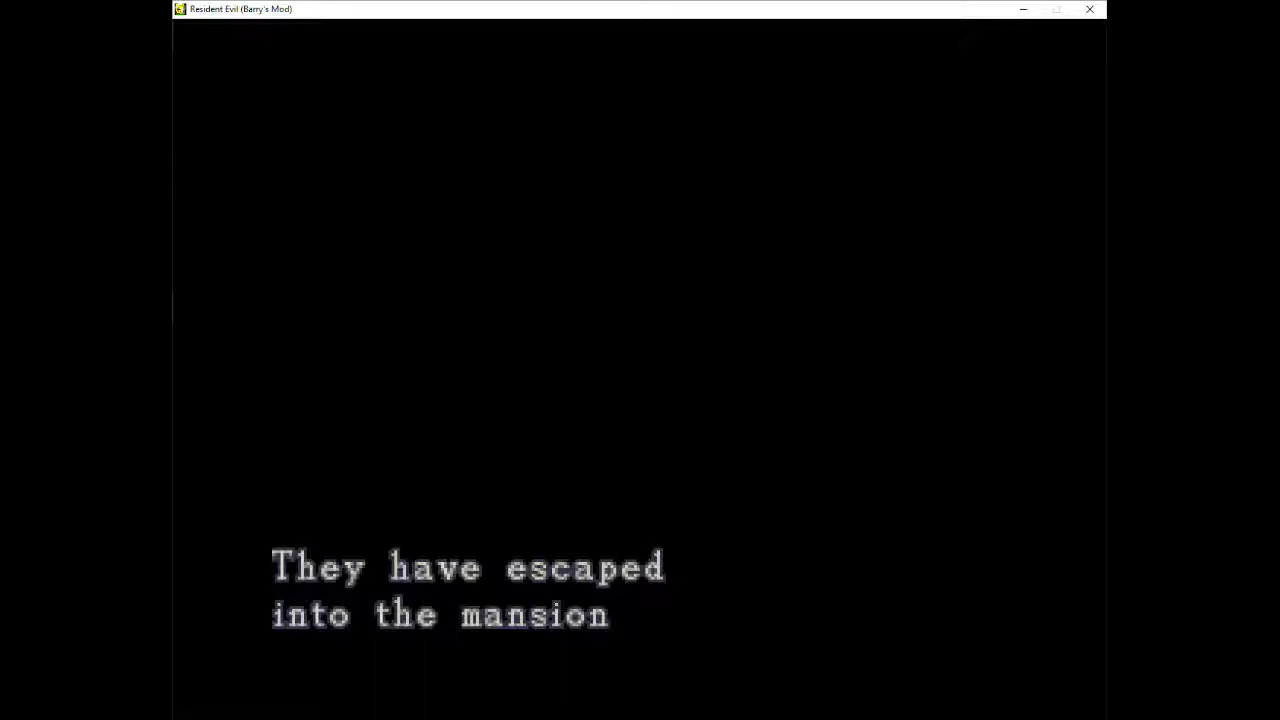 Resident Evil (Barry's Mod)
They have escaped
into the mansion